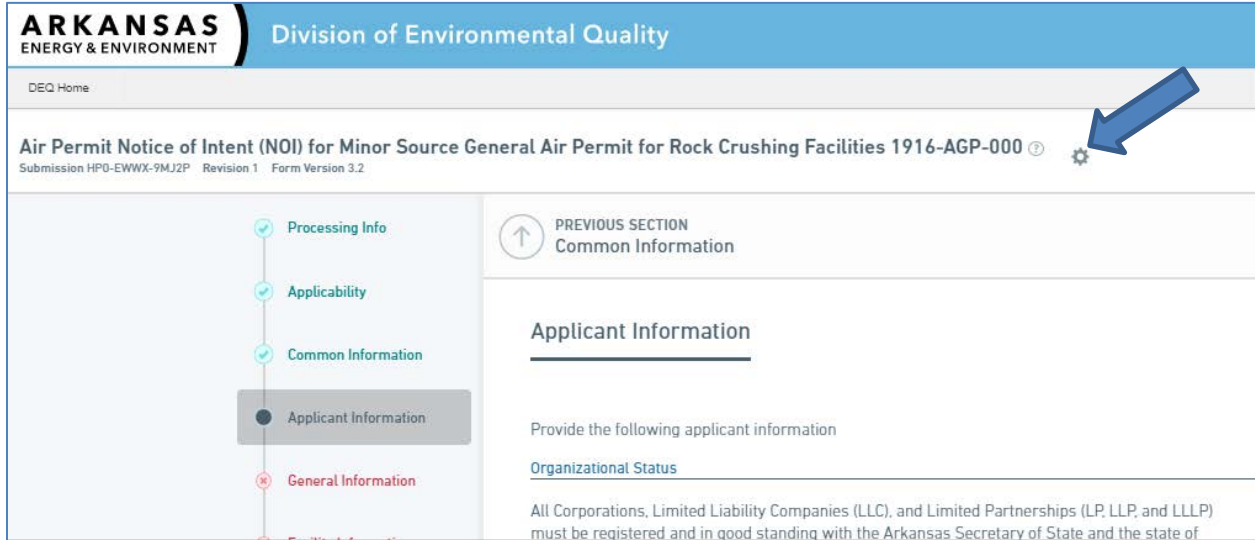 ARKANSAS
ENERGY & ENVIRONMENT
Division of Environmental Quality
DEQ Home
Air Permit Notice of Intent (NOI) for Minor Source General Air Permit for Rock Crushing Facilities 1916-AGP-000
Submission HP0-EWWX-9MJ2P Revision 1 Form Version 3.2
Processing Info
Applicability
Common Information
Applicant Information
General Information
Facility Information
PREVIOUS SECTION
Common Information
Applicant Information
Provide the following applicant information
Organizational Status
All Corporations, Limited Liability Companies (LLC), and Limited Partnerships (LP, LLP, and LLLP)
must be registered and in good standing with the Arkansas Secretary of State and the state of